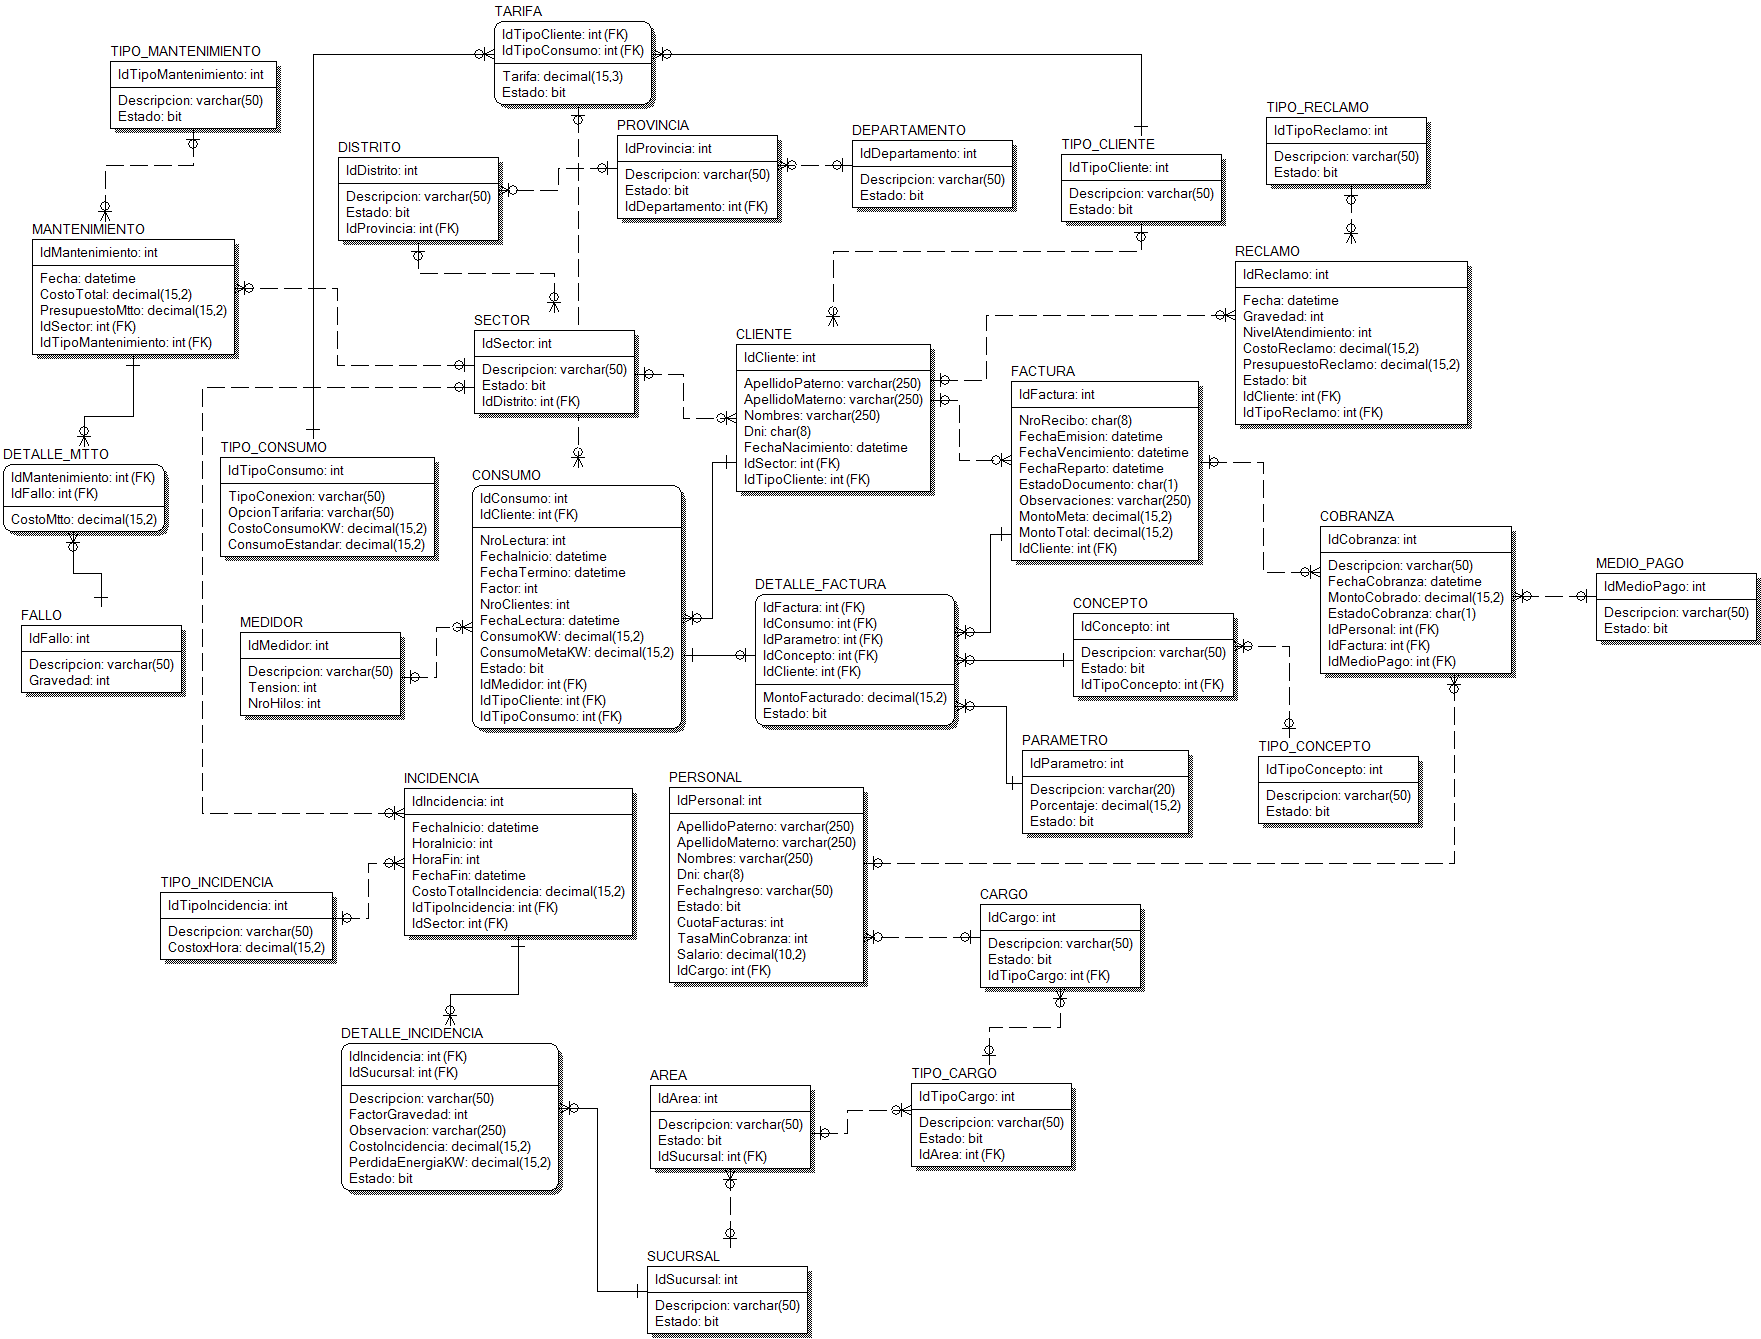 TARIFA
IdTipoCliente: int (FK)
IdTipoConsumo: int (FK)
Tarifa: decimal(15,3)
Estado: bit
TIPO_MANTENIMIENTO
IdTipoMantenimiento: int
Descripcion: varchar(50)
Estado: bit
DISTRITO
IdDistrito: int
Descripcion: varchar(50)
Estado: bit
IdProvincia: int (FK)
PROVINCIA
IdProvincia: int
Descripcion: varchar(50)
Estado: bit
IdDepartamento: int (FK)
DEPARTAMENTO
IdDepartamento: int
Descripcion: varchar(50)
Estado: bit
TIPO_CLIENTE
IdTipoCliente: int
Descripcion: varchar(50)
Estado: bit
TIPO_RECLAMO
IdTipoReclamo: int
Descripcion: varchar(50)
Estado: bit
MANTENIMIENTO
IdMantenimiento: int
Fecha: datetime
CostoTotal: decimal(15,2)
PresupuestoMtto: decimal(15,2)
IdSector: int (FK)
IdTipoMantenimiento: int (FK)
SECTOR
IdSector: int
Descripcion: varchar(50)
Estado: bit
IdDistrito: int (FK)
CLIENTE
IdCliente: int
ApellidoPaterno: varchar(250)
ApellidoMaterno: varchar(250)
Nombres: varchar(250)
Dni: char(8)
FechaNacimiento: datetime
IdSector: int (FK)
IdTipoCliente: int (FK)
RECLAMO
IdReclamo: int
Fecha: datetime
Gravedad: int
NivelAtendimiento: int
CostoReclamo: decimal(15,2)
PresupuestoReclamo: decimal(15,2)
Estado: bit
IdCliente: int (FK)
IdTipoReclamo: int (FK)
FACTURA
IdFactura: int
NroRecibo: char(8)
FechaEmision: datetime
FechaVencimiento: datetime
FechaReparto: datetime
EstadoDocumento: char(1)
Observaciones: varchar(250)
MontoMeta: decimal(15,2)
MontoTotal: decimal(15,2)
IdCliente: int (FK)
DETALLE_MTTO
IdMantenimiento: int (FK)
IdFallo: int (FK)
CostoMtto: decimal(15,2)
TIPO_CONSUMO
IdTipoConsumo: int
TipoConexion: varchar(50)
OpcionTarifaria: varchar(50)
CostoConsumoKW: decimal(15,2)
ConsumoEstandar: decimal(15,2)
CONSUMO
IdConsumo: int
IdCliente: int (FK)
NroLectura: int
FechaInicio: datetime
FechaTermino: datetime
Factor: int
NroClientes: int
FechaLectura: datetime
ConsumoKW: decimal(15,2)
ConsumoMetaKW: decimal(15,2)
Estado: bit
IdMedidor: int (FK)
IdTipoCliente: int (FK)
IdTipoConsumo: int (FK)
COBRANZA
IdCobranza: int
Descripcion: varchar(50)
FechaCobranza: datetime
MontoCobrado: decimal(15,2)
EstadoCobranza: char(1)
IdPersonal: int (FK)
IdFactura: int (FK)
IdMedioPago: int (FK)
MEDIO_PAGO
IdMedioPago: int
Descripcion: varchar(50)
Estado: bit
FALLO
IdFallo: int
Descripcion: varchar(50)
Gravedad: int
MEDIDOR
IdMedidor: int
Descripcion: varchar(50)
Tension: int
NroHilos: int
DETALLE_FACTURA
IdFactura: int (FK)
IdConsumo: int (FK)
IdParametro: int (FK)
IdConcepto: int (FK)
IdCliente: int (FK)
MontoFacturado: decimal(15,2)
Estado: bit
CONCEPTO
IdConcepto: int
Descripcion: varchar(50)
Estado: bit
IdTipoConcepto: int (FK)
PARAMETRO
IdParametro: int
Descripcion: varchar(20)
Porcentaje: decimal(15,2)
Estado: bit
TIPO_CONCEPTO
IdTipoConcepto: int
Descripcion: varchar(50)
Estado: bit
INCIDENCIA
IdIncidencia: int
FechaInicio: datetime
HoraInicio: int
HoraFin: int
FechaFin: datetime
CostoTotalIncidencia: decimal(15,2)
IdTipoIncidencia: int (FK)
IdSector: int (FK)
PERSONAL
IdPersonal: int
ApellidoPaterno: varchar(250)
ApellidoMaterno: varchar(250)
Nombres: varchar(250)
Dni: char(8)
FechaIngreso: varchar(50)
Estado: bit
CuotaFacturas: int
TasaMinCobranza: int
Salario: decimal(10,2)
IdCargo: int (FK)
TIPO_INCIDENCIA
IdTipoIncidencia: int
Descripcion: varchar(50)
CostoxHora: decimal(15,2)
CARGO
IdCargo: int
Descripcion: varchar(50)
Estado: bit
IdTipoCargo: int (FK)
DETALLE_INCIDENCIA
IdIncidencia: int (FK)
IdSucursal: int (FK)
Descripcion: varchar(50)
FactorGravedad: int
Observacion: varchar(250)
CostoIncidencia: decimal(15,2)
PerdidaEnergiaKW: decimal(15,2)
Estado: bit
AREA
IdArea: int
Descripcion: varchar(50)
Estado: bit
IdSucursal: int (FK)
TIPO_CARGO
IdTipoCargo: int
Descripcion: varchar(50)
Estado: bit
IdArea: int (FK)
SUCURSAL
IdSucursal: int
Descripcion: varchar(50)
Estado: bit